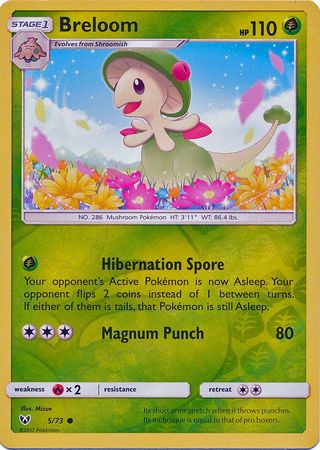 STAGE 1 Breloom HP 110
Evolves from Shroomish
NO. 286 Mushroom Pokémon HT: 3'11" WT: 86.4 lbs.
Hibernation Spore
Your opponent's Active Pokémon is now Asleep. Your
opponent flips 2 coins instead of 1 between turns.
If either of them is tails, that Pokémon is still Asleep.
Magnum Punch 80
weakness × 2 resistance retreat
Illus. Mizue
5/73
©2017 Pokémon
Its short arms stretch when it throws punches.
Its technique is equal to that of pro boxers.